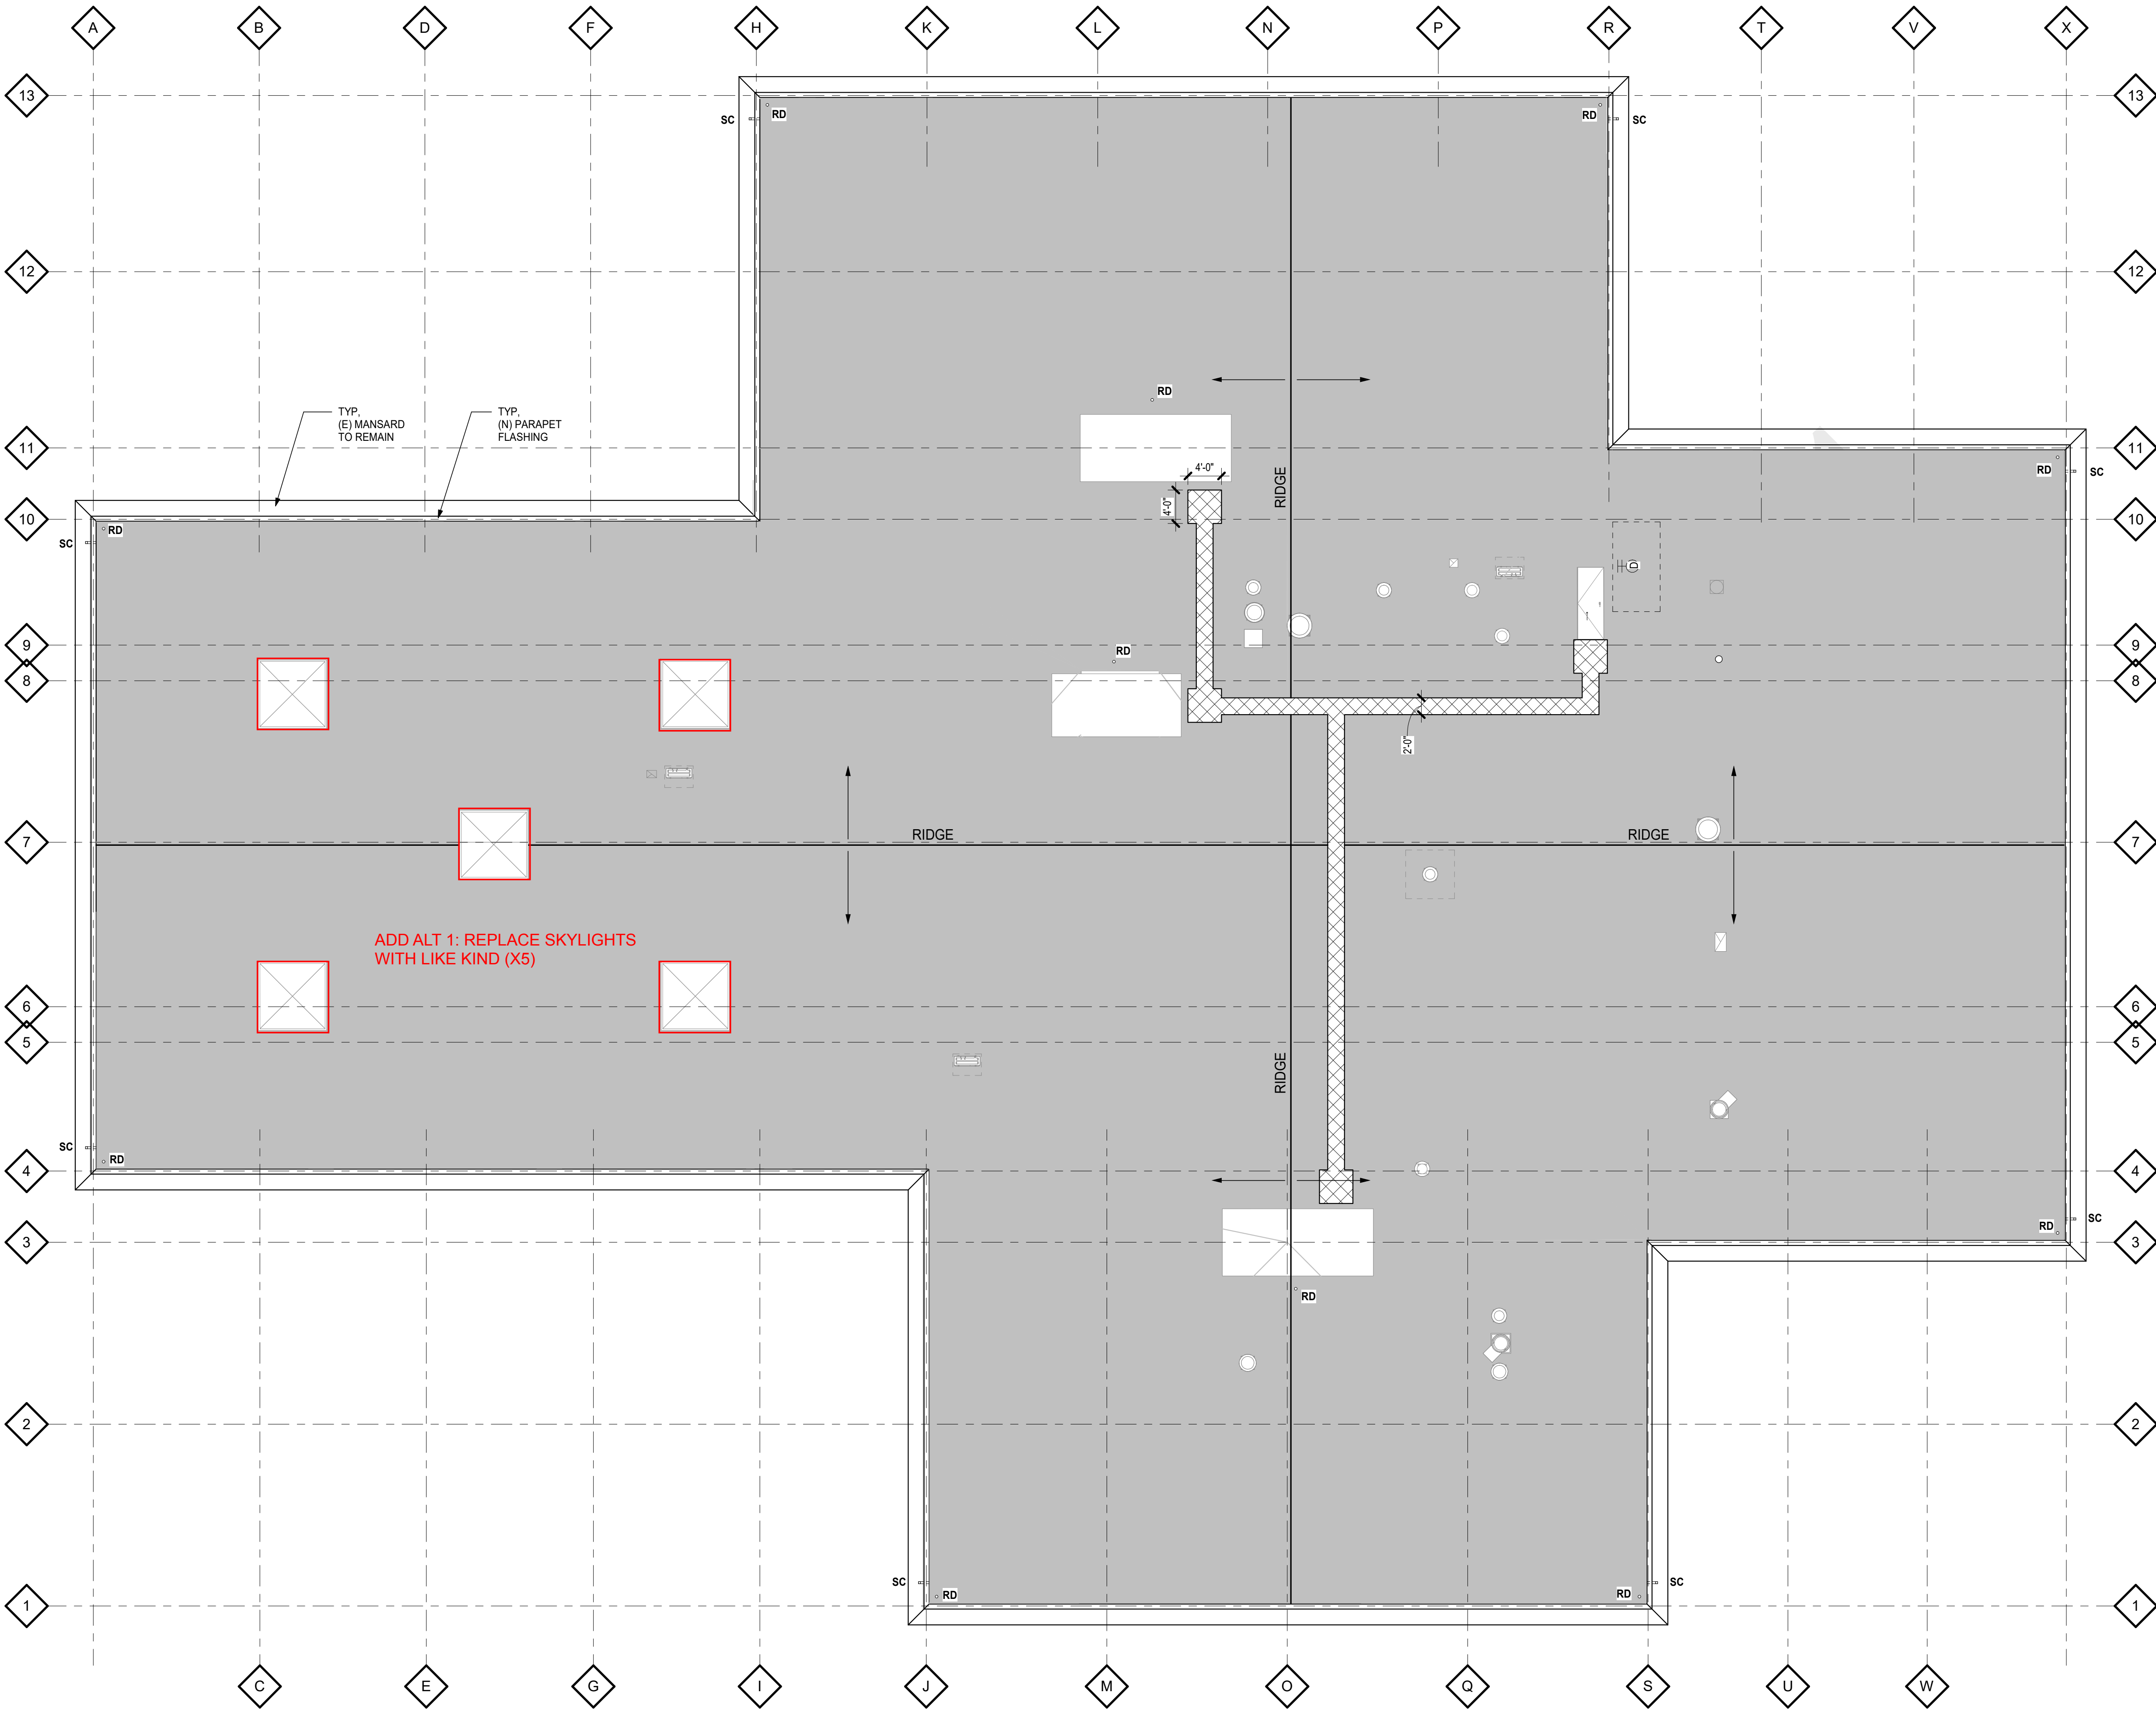 A
B
D
F
H
K
L
N
P
R
T
V
X
13
13
RD
RD
SC
SC
12
12
RD
TYP,
(E) MANSARD
TO REMAIN
TYP,
(N) PARAPET
FLASHING
11
11
4'-0"
RD
SC
RIDGE
4'-0"
10
10
RD
SC
D
9
9
RD
8
8
2'-0"
RIDGE
RIDGE
7
7
ADD ALT 1: REPLACE SKYLIGHTS
WITH LIKE KIND (X5)
6
6
5
5
RIDGE
SC
RD
4
4
SC
RD
3
3
RD
2
2
SC
RD
RD
SC
1
1
C
E
G
I
J
M
O
Q
S
U
W